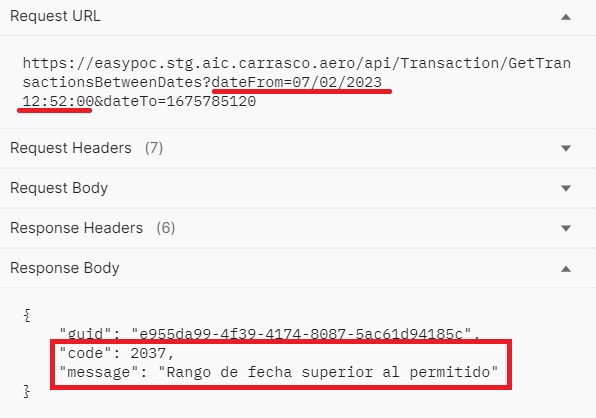 Request URL
https://easypoc.stg.aic.carrasco.aero/api/Transaction/GetTran
sactionsBetweenDates?dateFrom=07/02/2023
12:52:00&dateTo=1675785120
Request Headers (7)
Request Body
Response Headers (6)
Response Body
{
"guid": "e955da99-4f39-4174-8087-5ac61d94185c",
"code": 2037,
"message": "Rango de fecha superior al permitido"
}